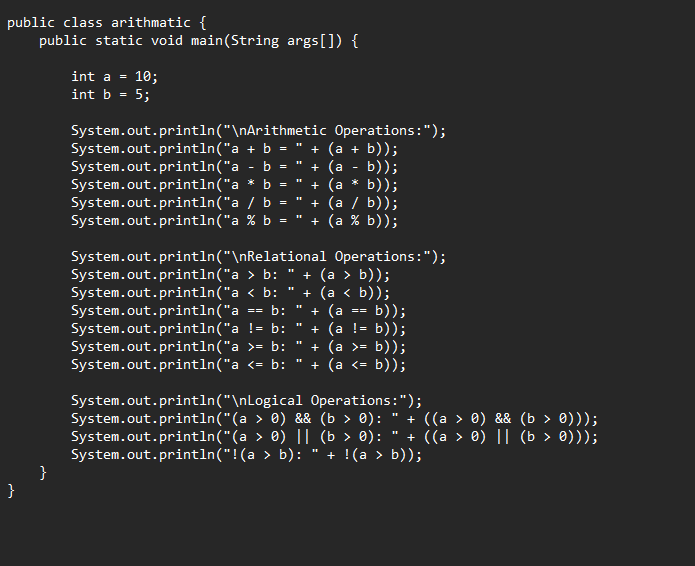 public class arithmatic {
    public static void main(String args[]) {
        int a = 10;
        int b = 5;
        System.out.println("\nArithmetic Operations:");
        System.out.println("a + b = " + (a + b));
        System.out.println("a - b = " + (a - b));
        System.out.println("a * b = " + (a * b));
        System.out.println("a / b = " + (a / b));
        System.out.println("a % b = " + (a % b));
        System.out.println("\nRelational Operations:");
        System.out.println("a > b: " + (a > b));
        System.out.println("a < b: " + (a < b));
        System.out.println("a == b: " + (a == b));
        System.out.println("a != b: " + (a != b));
        System.out.println("a >= b: " + (a >= b));
        System.out.println("a <= b: " + (a <= b));
        System.out.println("\nLogical Operations:");
        System.out.println("(a > 0) && (b > 0): " + ((a > 0) && (b > 0)));
        System.out.println("(a > 0) || (b > 0): " + ((a > 0) || (b > 0)));
        System.out.println("!(a > b): " + !(a > b));
    }
}